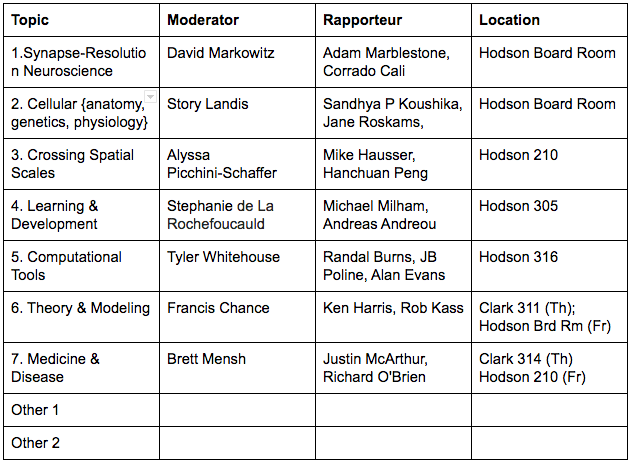 Topic Moderator Rapporteur Location
1.Synapse-Resolutio David Markowitz Adam Marblestone, Hodson Board Room
n Neuroscience Corrado Cali
2. Cellular {anatomy, Story Landis Sandhya P Koushika, Hodson Board Room
genetics, physiology} Jane Roskams,
3. Crossing Spatial Alyssa Mike Hausser, Hodson 210
Scales Picchini-Schaffer Hanchuan Peng
4. Learning & Stephanie de La Michael Milham, Hodson 305
Development Rochefoucauld Andreas Andreou
5. Computational Tyler Whitehouse Randal Burns, JB Hodson 316
Tools Poline, Alan Evans
6. Theory & Modeling Francis Chance Ken Harris, Rob Kass Clark 311 (Th);
Hodson Brd Rm (Fr)
7. Medicine & Brett Mensh Justin McArthur, Clark 314 (Th)
Disease Richard O'Brien Hodson 210 (Fr)
Other 1
Other 2